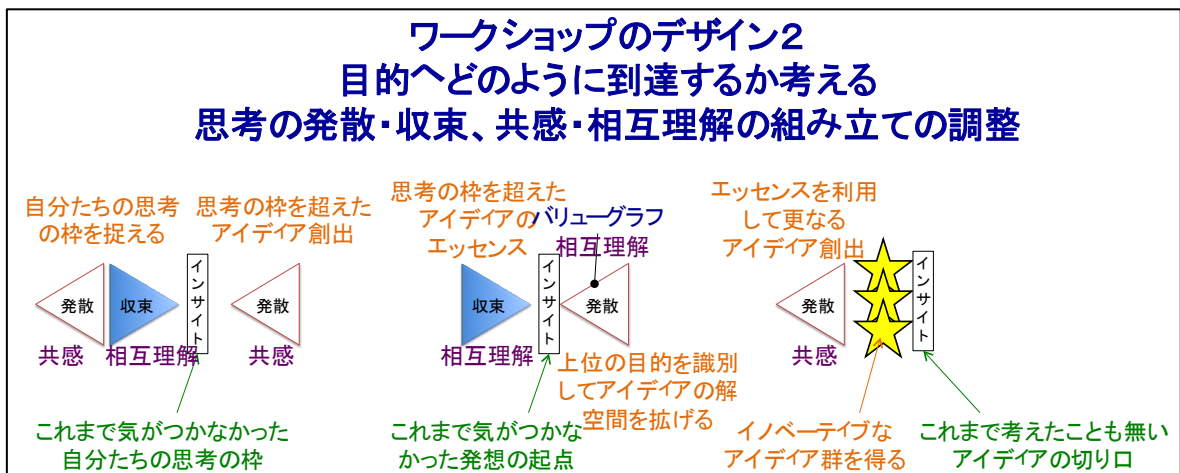 ワークショップのデザイン2
目的へどのように到達するか考える
思考の発散・収束、共感・相互理解の組み立ての調整
自分たちの思考
の枠を捉える
思考の枠を超えた
アイデイア創出
思考の枠を超えた
アイデイアの
エッセンス
バリューグラフ
相互理解
エッセンスを利用
して更なる
アイデイア創出
発散
収束
インサイト
発散
収束
インサイト
発散
発散
インサイト
共感
相互理解
共感
相互理解
共感
上位の目的を識別
してアイデイアの解
空間を拡げる
これまで気がつかなかった
自分たちの思考の枠
これまで気がつかな
かった発想の起点
イノベーテイブな
アイデイア群を得る
これまで考えたことも無い
アイデイアの切り口